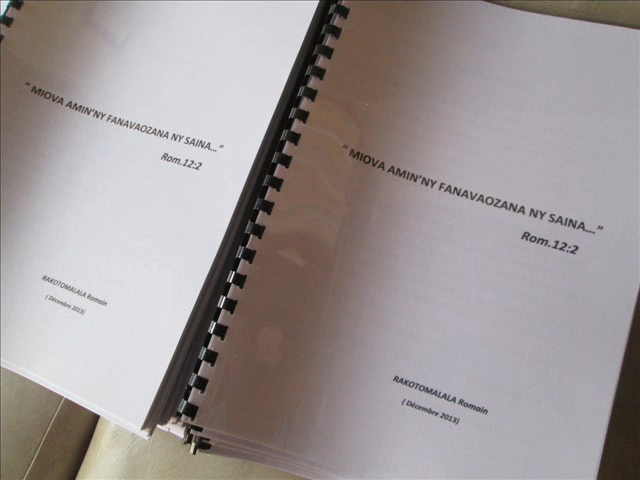 " MIOVA AMIN'NY FANAVAOZANA NY SAINA..."
Rom.12:2
RAKOTOMALALA Romain
( Décembre 2013)
" MIOVA AMIN'NY FANAVAOZANA NY SAINA..."
Rom.12:2
RAKOTOMALALA Romain
( Décembre 2013)